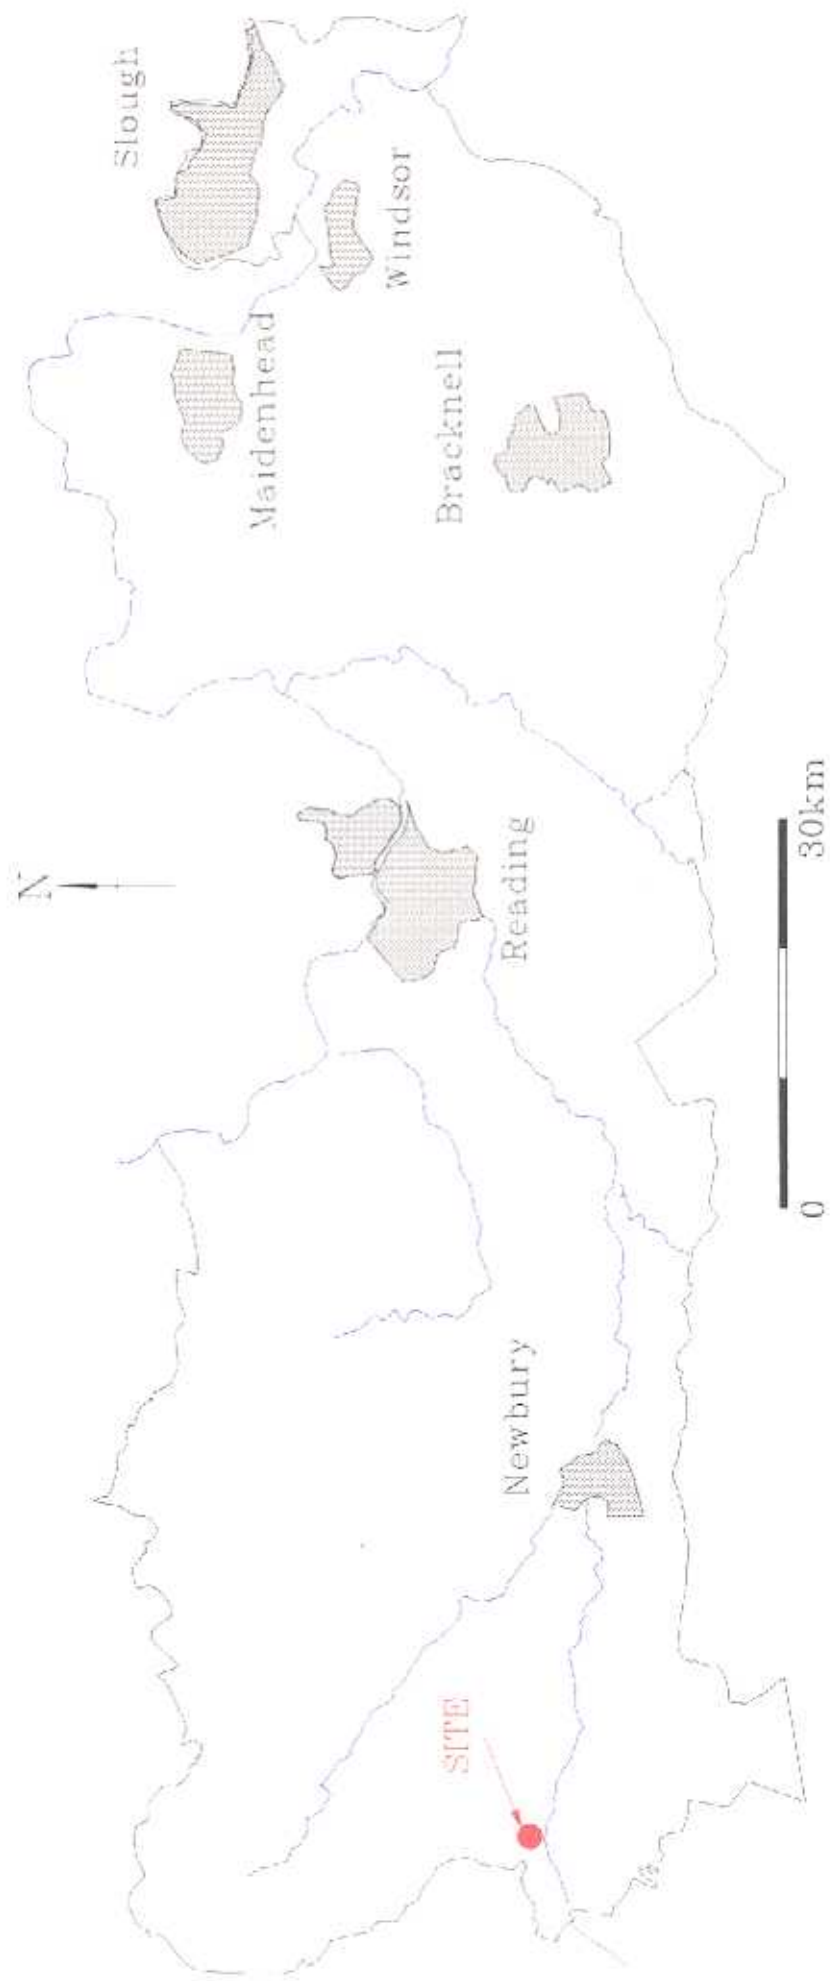 N
Slough
Maidenhead
Windsor
Bracknell
Reading
Newbury
SITE
0
30km